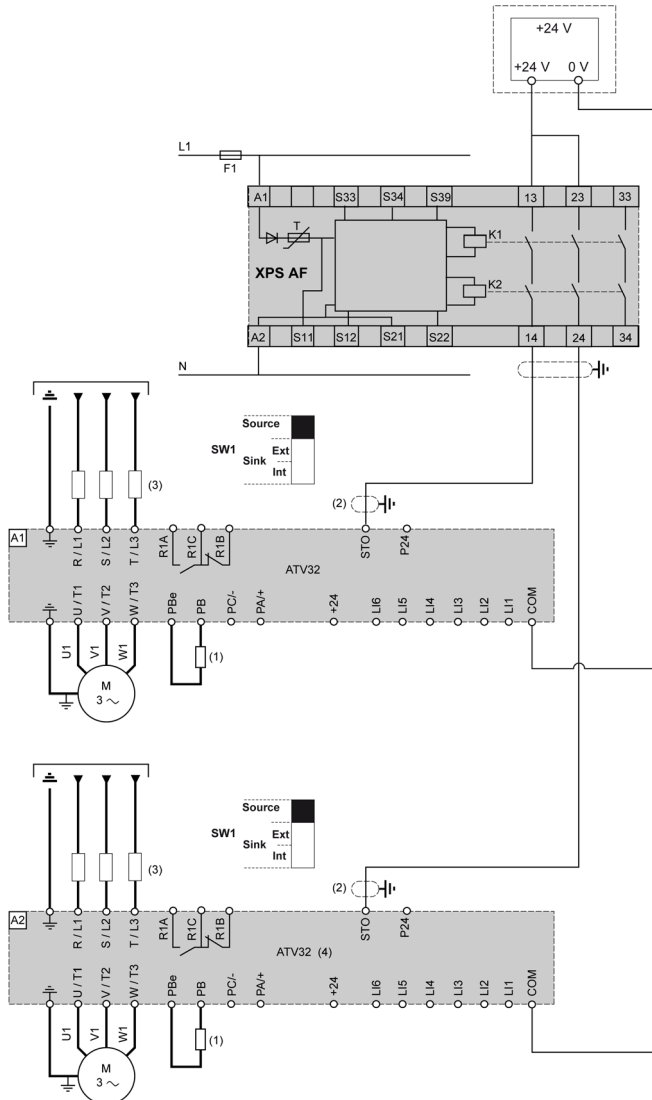 +24 V
+24 V 0 V
L1
F1
A1 S33 S34 S39 13 23 33
T
K1
XPS AF
K2
A2 S11 S12 S21 S22 14 24 34
N
Source
SW1 Sink Ext
Int
(3)
(2)
A1
R / L1 S / L2 T / L3 R1A R1C R1B STO P24
ATV32
U / T1 V / T2 W / T3 PBe PB PC/- PA/+ +24 LI6 LI5 LI4 LI3 LI2 LI1 COM
U1 V1 W1
(1)
M
3 ~
Source
SW1 Sink Ext
Int
(3)
(2)
A2
R / L1 S / L2 T / L3 R1A R1C R1B STO P24
ATV32 (4)
U / T1 V / T2 W / T3 PBe PB PC/- PA/+ +24 LI6 LI5 LI4 LI3 LI2 LI1 COM
U1 V1 W1
(1)
M
3 ~